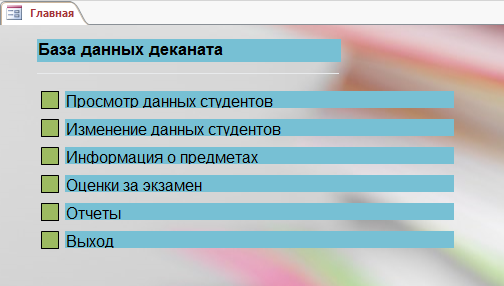 Главная
База данных деканата
Просмотр данных студентов
Изменение данных студентов
Информация о предметах
Оценки за экзамен
Отчеты
Выход